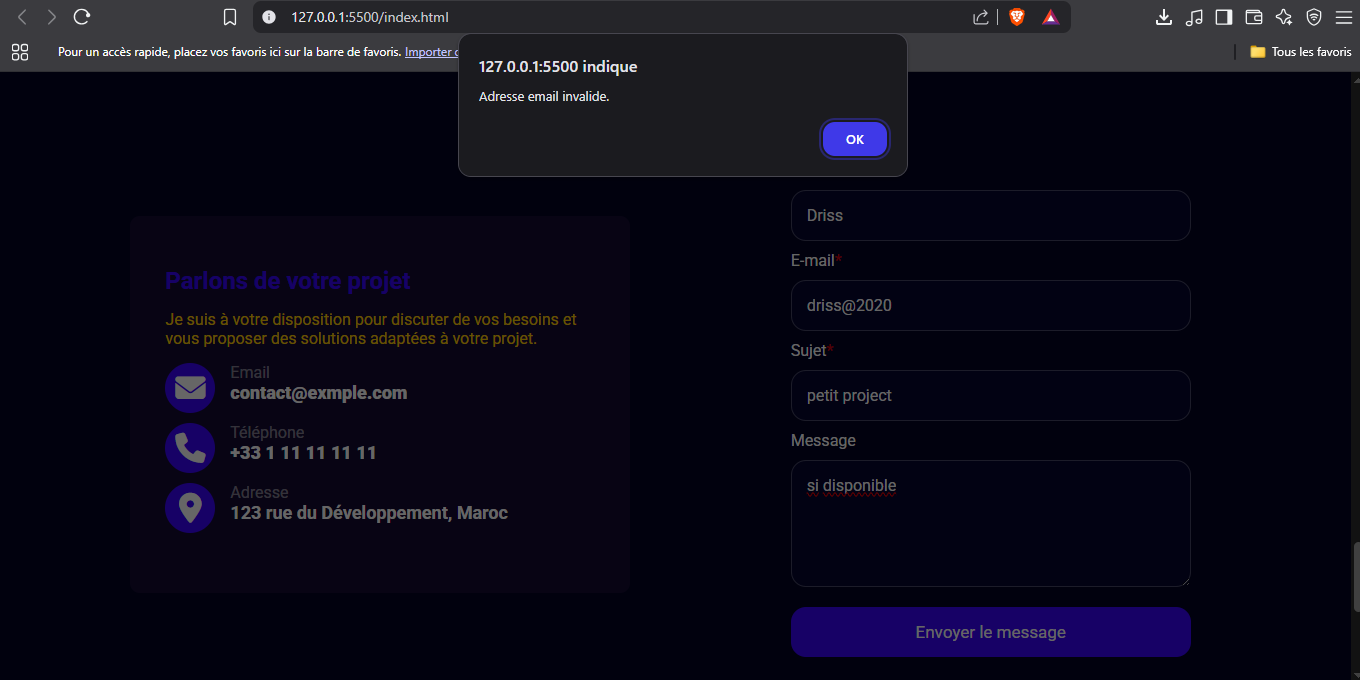 127.0.0.1:5500/index.html
Pour un accès rapide, placez vos favoris ici sur la barre de favoris. Importer
Tous les favoris
127.0.0.1:5500 indique
Adresse email invalide.
OK
Parlons de votre projet
Je suis à votre disposition pour discuter de vos besoins et
vous proposer des solutions adaptées à votre projet.
Email
contact@exmple.com
Téléphone
+33 1 11 11 11 11
Adresse
123 rue du Développement, Maroc
Driss
E-mail*
driss@2020
Sujet*
petit project
Message
si disponible
Envoyer le message